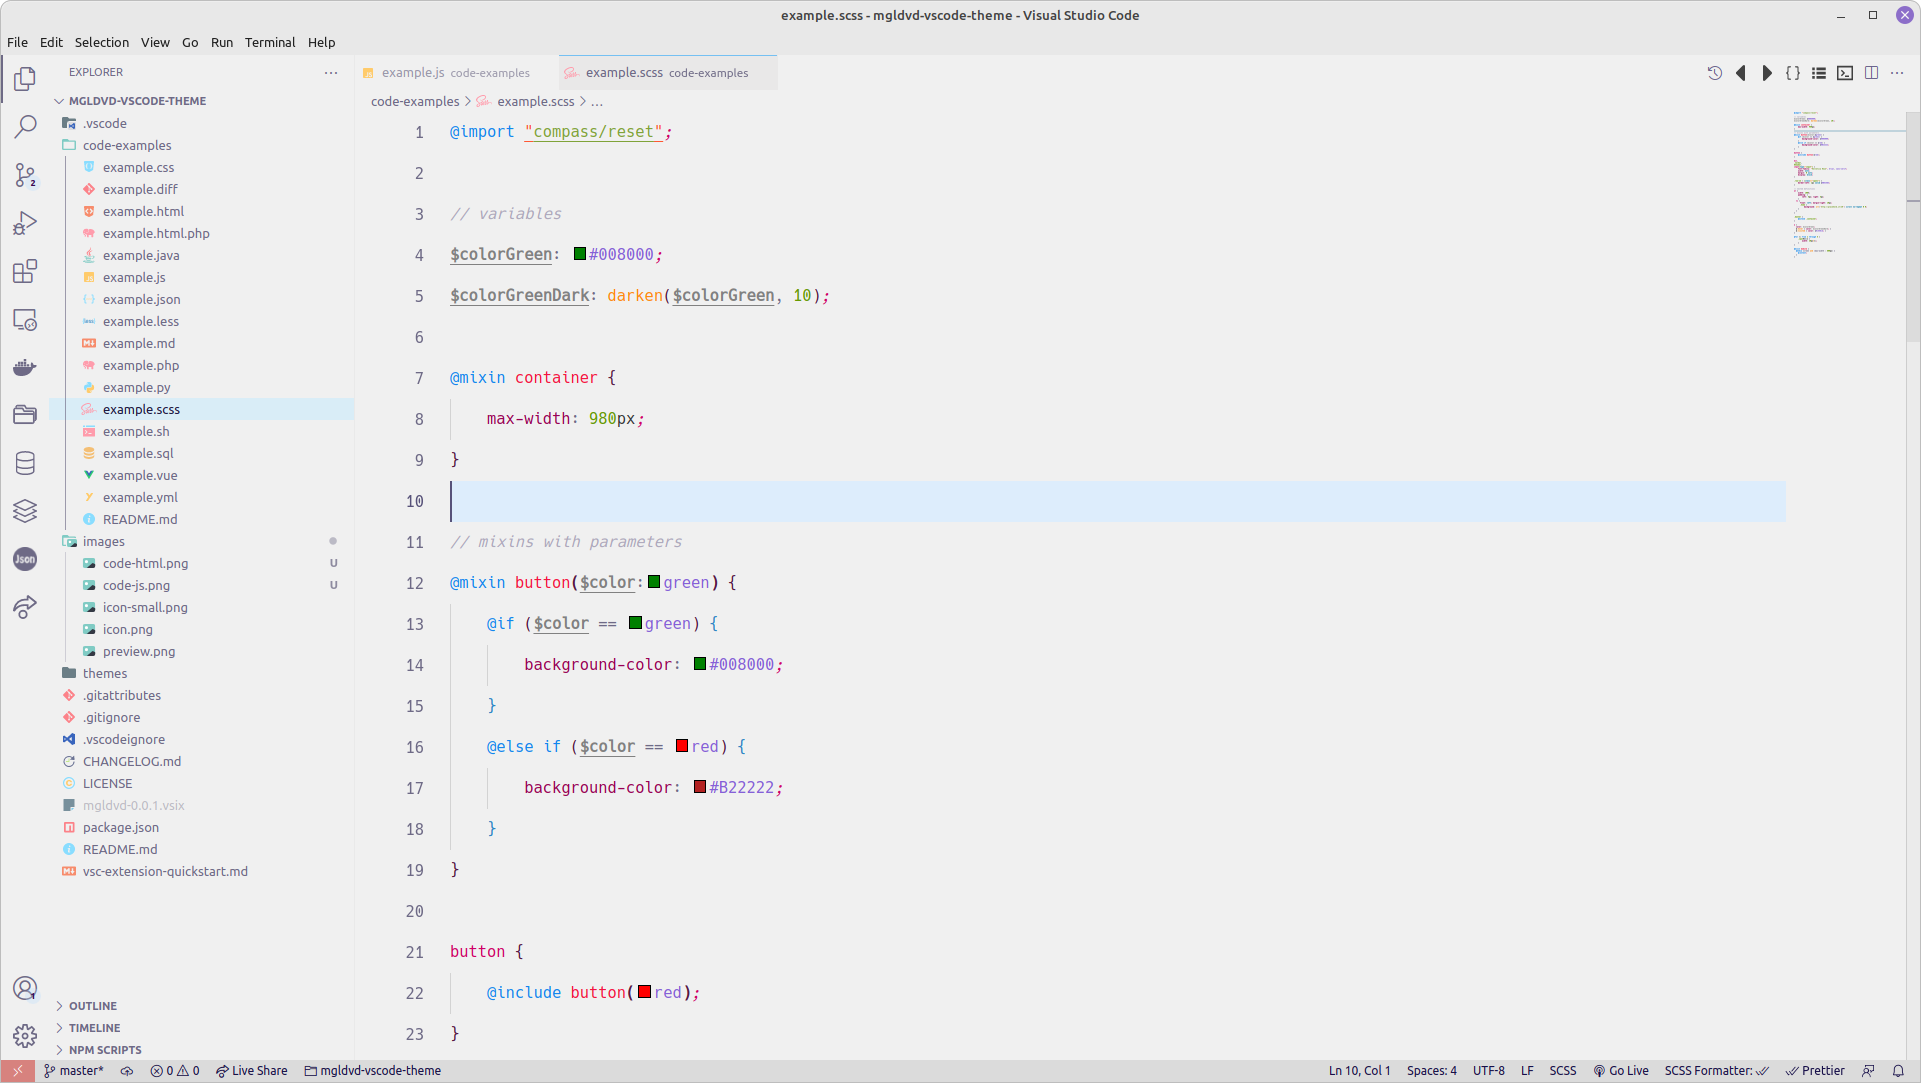 example.scss - mgldvd-vscode-theme - Visual Studio Code
File Edit Selection View Go Run Terminal Help
EXPLORER
MGLDVD-VSCODE-THEME
.vscode
code-examples
example.css
example.diff
example.html
example.html.php
example.java
example.js
example.json
example.less
example.md
example.php
example.py
example.scss
example.sh
example.sql
example.vue
example.yml
README.md
images
code-html.png U
code-js.png U
icon-small.png
icon.png
preview.png
themes
.gitattributes
.gitignore
.vscodeignore
CHANGELOG.md
LICENSE
mgldvd-0.0.1.vsix
package.json
README.md
vsc-extension-quickstart.md
OUTLINE
TIMELINE
NPM SCRIPTS
2
Json
1
example.js code-examples example.scss code-examples
code-examples > example.scss > ...
1 @import "compass/reset";
2
3 // variables
4 $colorGreen: #008000;
5 $colorGreenDark: darken($colorGreen, 10);
6
7 @mixin container {
8 max-width: 980px;
9 }
10
11 // mixins with parameters
12 @mixin button($color:green) {
13 @if ($color == green) {
14 background-color: #008000;
15 }
16 @else if ($color == red) {
17 background-color: #B22222;
18 }
19 }
20
21 button {
22 @include button(red);
23 }
master* 0 0 Live Share mgldvd-vscode-theme Ln 10, Col 1 Spaces: 4 UTF-8 LF SCSS Go Live SCSS Formatter: Prettier